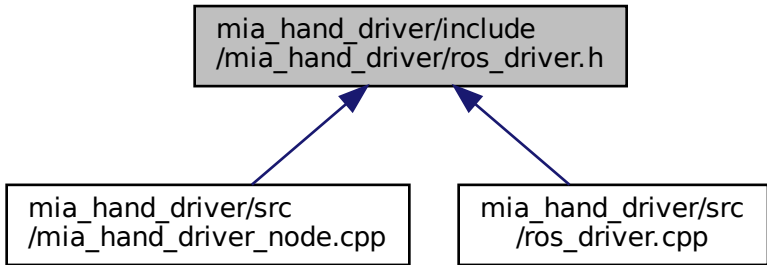 mia_hand_driver/include
/mia_hand_driver/ros_driver.h
mia_hand_driver/src
/mia_hand_driver_node.cpp
mia_hand_driver/src
/ros_driver.cpp